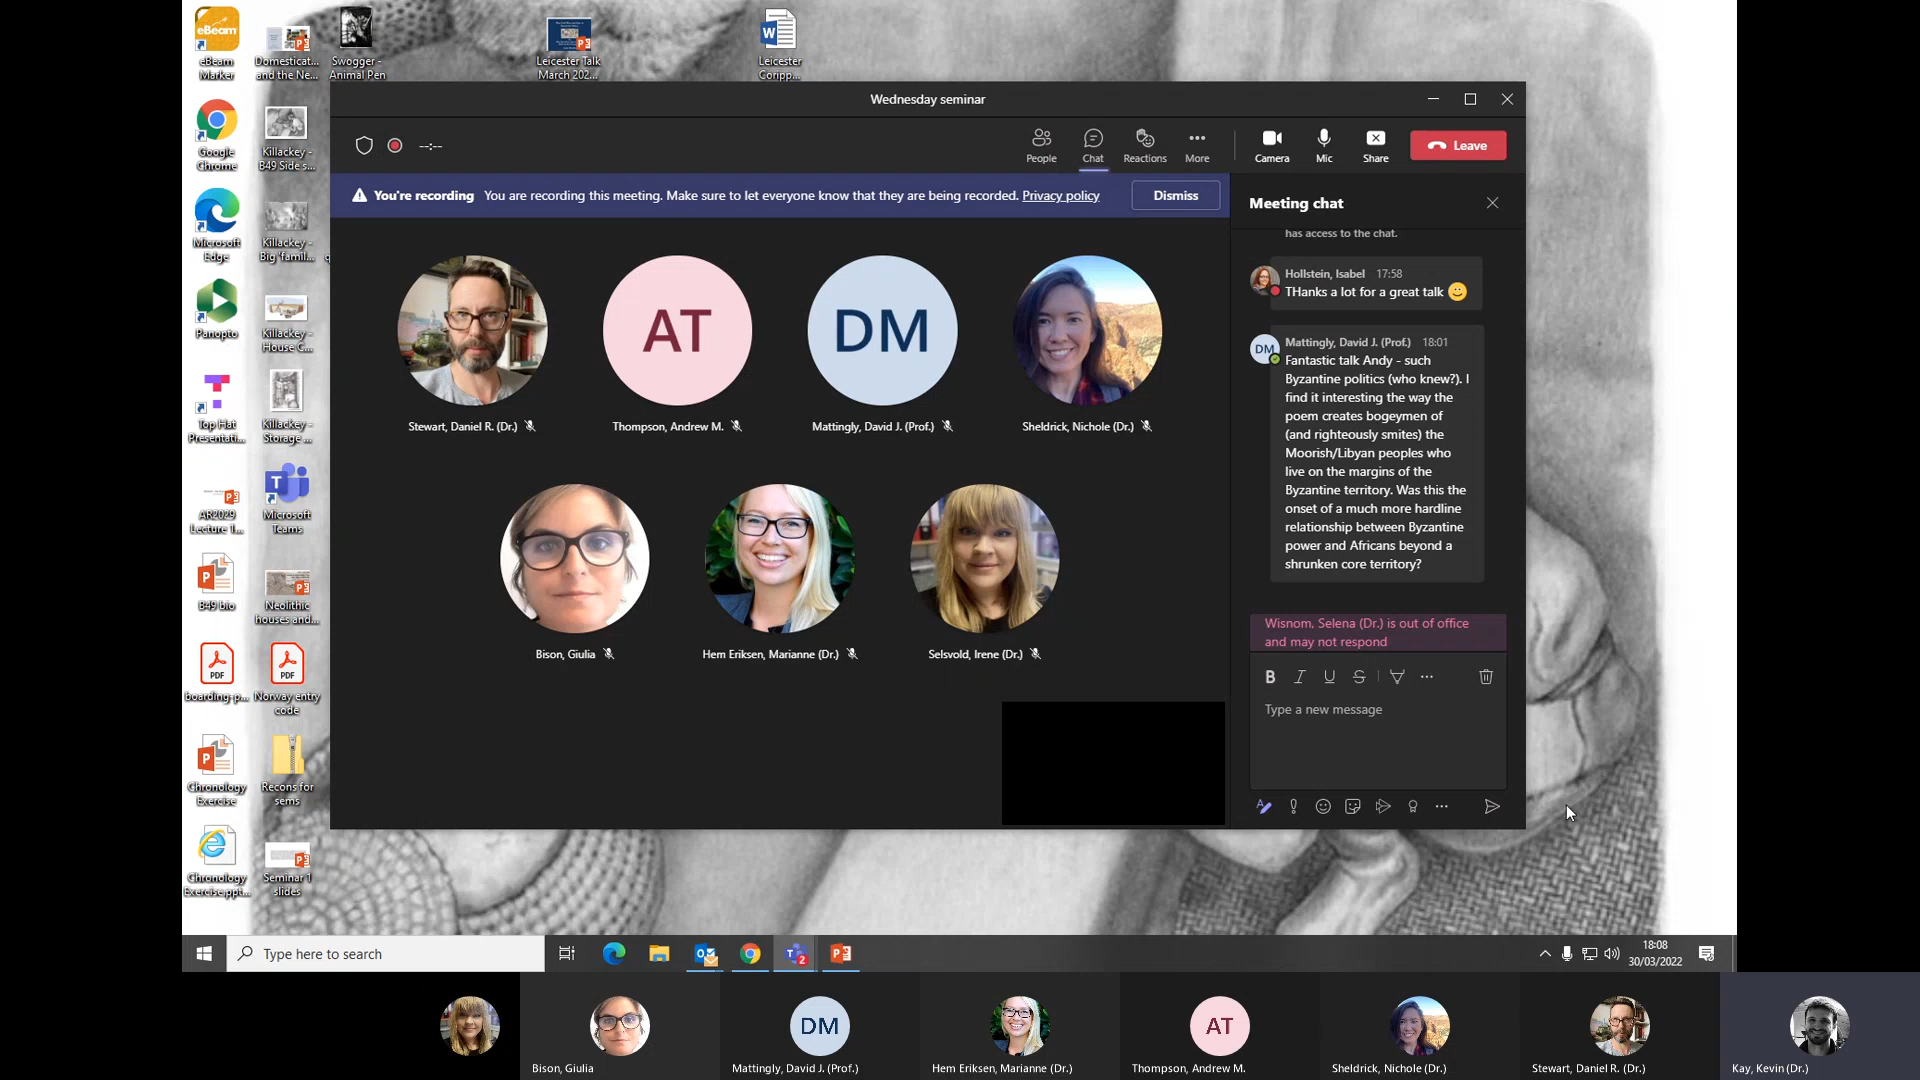 eBeam
eBeam
Marker
Domesticat...
and the Ne...
Swogger -
Animal Pen
Leicester Talk
March 202...
Leicester
Coripp...
Google
Chrome
Killackey -
B49 Side s...
Microsoft
Edge
Killackey -
Big 'famil...
Panopto
Killackey -
House C...
Top Hat
Presentati...
Killackey -
Storage ...
AR2029
Lecture 1...
Microsoft
Teams
B49 bio
Neolithic
houses and...
PDF
boarding-p...
PDF
Norway entry
code
Chronology
Exercise
Recons for
sems
Chronology
Exercise.ppt...
Seminar 1
slides
Wednesday seminar
--:--
People
Chat
Reactions
More
Camera
Mic
Share
Leave
You're recording You are recording this meeting. Make sure to let everyone know that they are being recorded. Privacy policy
Dismiss
Stewart, Daniel R. (Dr.)
AT
Thompson, Andrew M.
DM
Mattingly, David J. (Prof.)
Sheldrick, Nichole (Dr.)
Bison, Giulia
Hem Eriksen, Marianne (Dr.)
Selsvold, Irene (Dr.)
Meeting chat
has access to the chat.
Hollstein, Isabel 17:58
THanks a lot for a great talk
DM
Mattingly, David J. (Prof.) 18:01
Fantastic talk Andy - such
Byzantine politics (who knew?). I
find it interesting the way the
poem creates bogeymen of
(and righteously smites) the
Moorish/Libyan peoples who
live on the margins of the
Byzantine territory. Was this the
onset of a much more hardline
relationship between Byzantine
power and Africans beyond a
shrunken core territory?
Wisnom, Selena (Dr.) is out of office
and may not respond
B I U S
Type a new message
Type here to search
2
18:08
30/03/2022
Bison, Giulia
DM
Mattingly, David J. (Prof.)
Hem Eriksen, Marianne (Dr.)
AT
Thompson, Andrew M.
Sheldrick, Nichole (Dr.)
Stewart, Daniel R. (Dr.)
Kay, Kevin (Dr.)